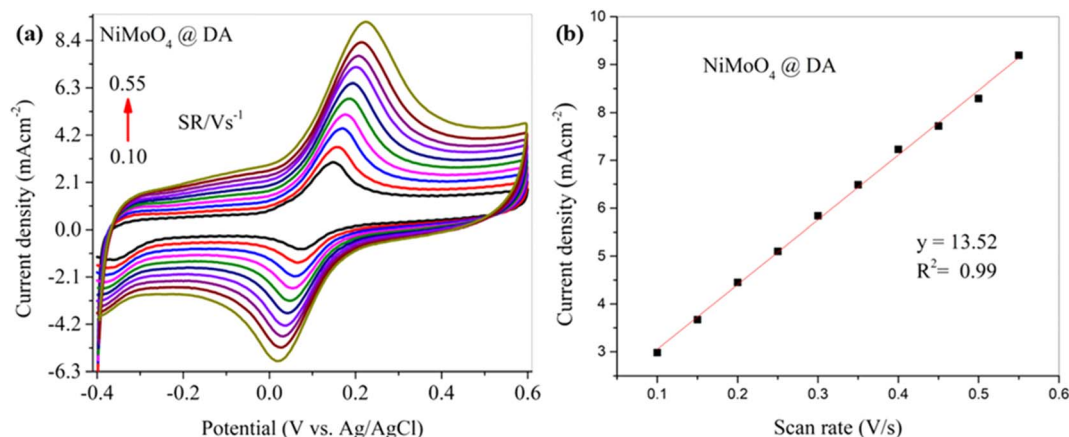 (a)
NiMoO4 @ DA
0.55
SR/Vs-1
0.10
8.4
6.3
4.2
2.1
0.0
-2.1
-4.2
-6.3
Current density (mAcm-2)
-0.4 -0.2 0.0 0.2 0.4 0.6
Potential (V vs. Ag/AgCl)
(b)
NiMoO4 @ DA
10
9
8
7
6
5
4
3
Current density (mAcm-2)
y = 13.52
R2= 0.99
0.1 0.2 0.3 0.4 0.5 0.6
Scan rate (V/s)